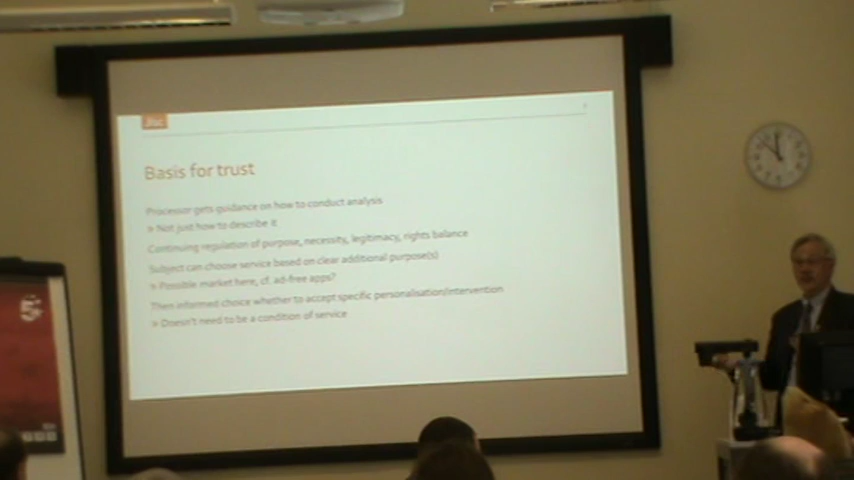 Jisc
Basis for trust
Processor gets guidance on how to conduct analysis
» Not just how to describe it
Continuing regulation of purpose, necessity, legitimacy, rights balance
Subject can choose service based on clear additional purpose(s)
» Possible market here, cf. ad-free apps?
Then informed choice whether to accept specific personalisation/intervention
» Doesn't need to be a condition of service